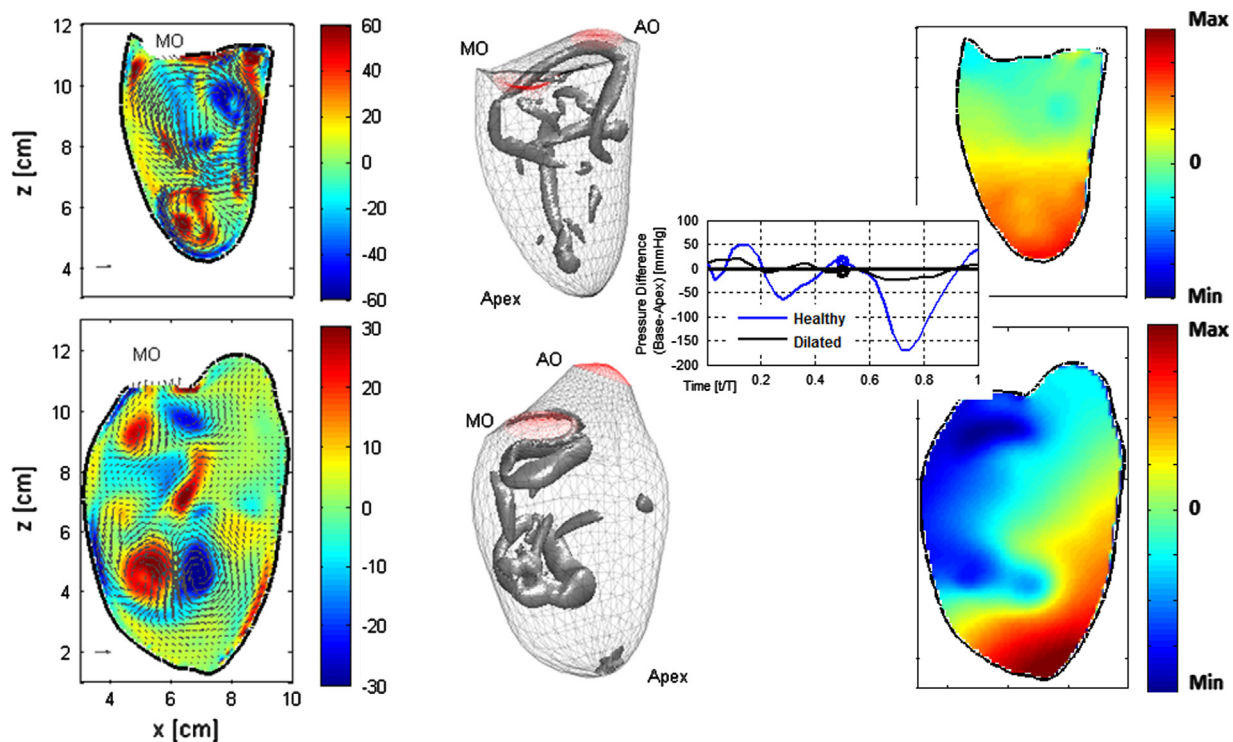 12
MO
10
z [cm]
8
6
4
60
40
20
0
-20
-40
-60
AO
MO
Apex
Max
0
Min
100
50
0
-50
-100
-150
-200
Pressure Difference
(Base-Apex) [mmHg]
Healthy
Dilated
Time [t/T]
0.2
0.4
0.6
0.8
1
12
MO
10
z [cm]
8
6
4
2
4
6
8
10
x [cm]
30
20
10
0
-10
-20
-30
AO
MO
Apex
Max
0
Min